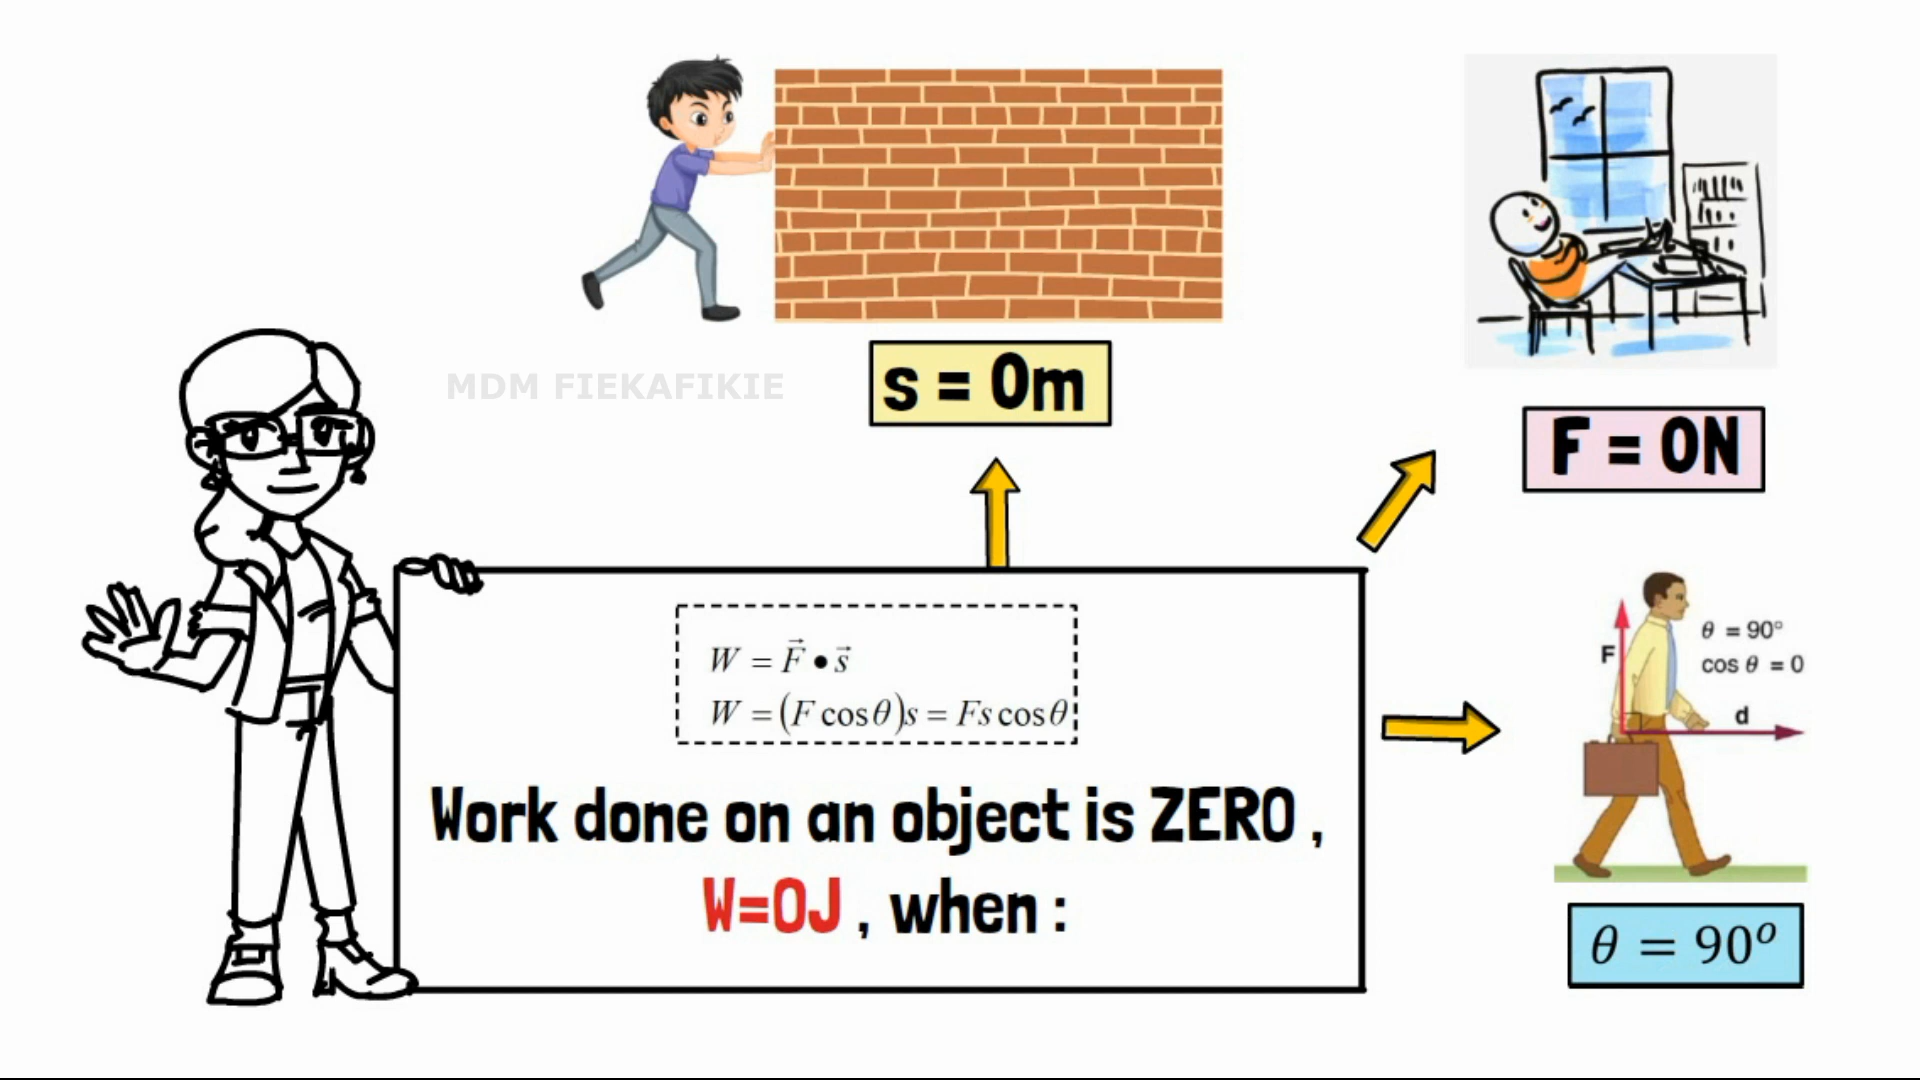 MDM FIEKAFIKIE
s = 0m
F = 0N
W = F⃗ • s⃗
W = (F cosθ)s = Fs cosθ
Work done on an object is ZERO ,
W=0J , when :
F
θ = 90°
cos θ = 0
d
θ = 90°